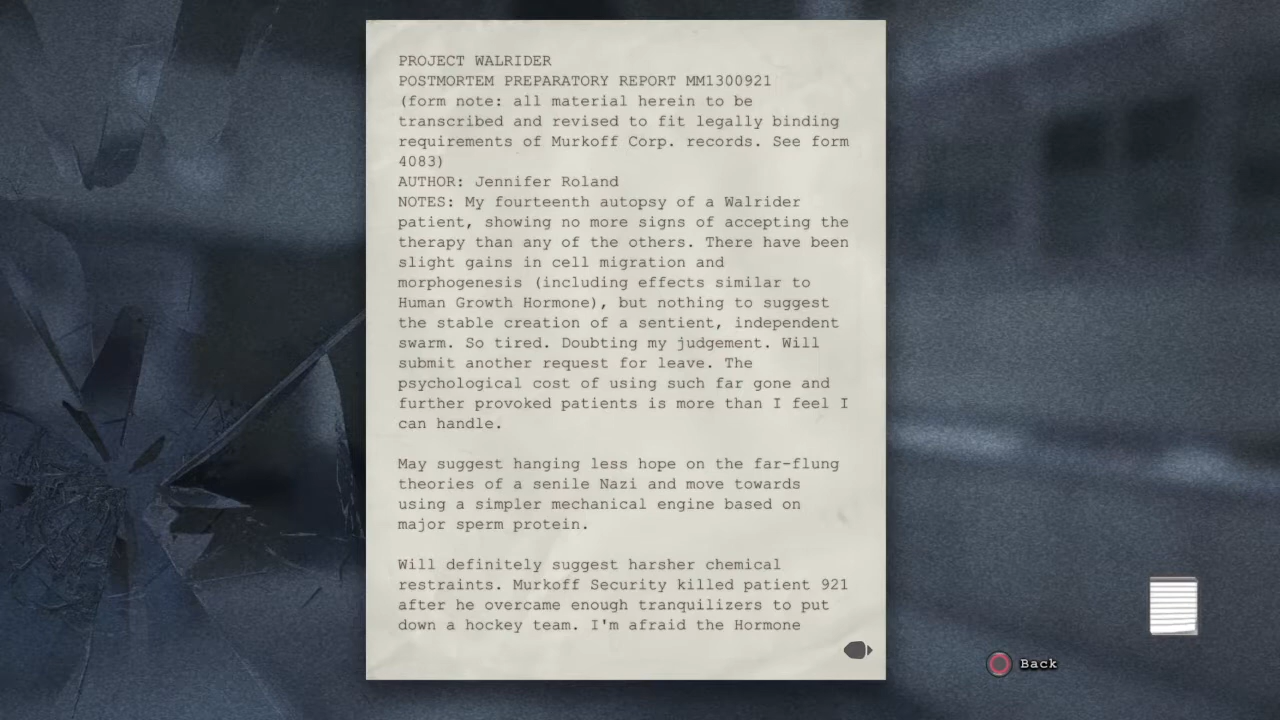 PROJECT WALRIDER
POSTMORTEM PREPARATORY REPORT MM1300921
(form note: all material herein to be
transcribed and revised to fit legally binding
requirements of Murkoff Corp. records. See form
4083)
AUTHOR: Jennifer Roland
NOTES: My fourteenth autopsy of a Walrider
patient, showing no more signs of accepting the
therapy than any of the others. There have been
slight gains in cell migration and
morphogenesis (including effects similar to
Human Growth Hormone), but nothing to suggest
the stable creation of a sentient, independent
swarm. So tired. Doubting my judgement. Will
submit another request for leave. The
psychological cost of using such far gone and
further provoked patients is more than I feel I
can handle.

May suggest hanging less hope on the far-flung
theories of a senile Nazi and move towards
using a simpler mechanical engine based on
major sperm protein.

Will definitely suggest harsher chemical
restraints. Murkoff Security killed patient 921
after he overcame enough tranquilizers to put
down a hockey team. I'm afraid the Hormone
Back